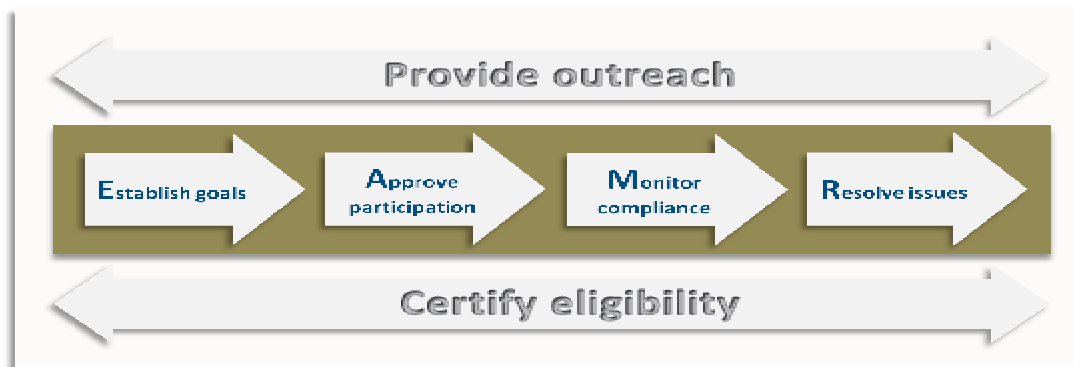 Provide outreach
Establish goals
Approve
participation
Monitor
compliance
Resolve issues
Certify eligibility